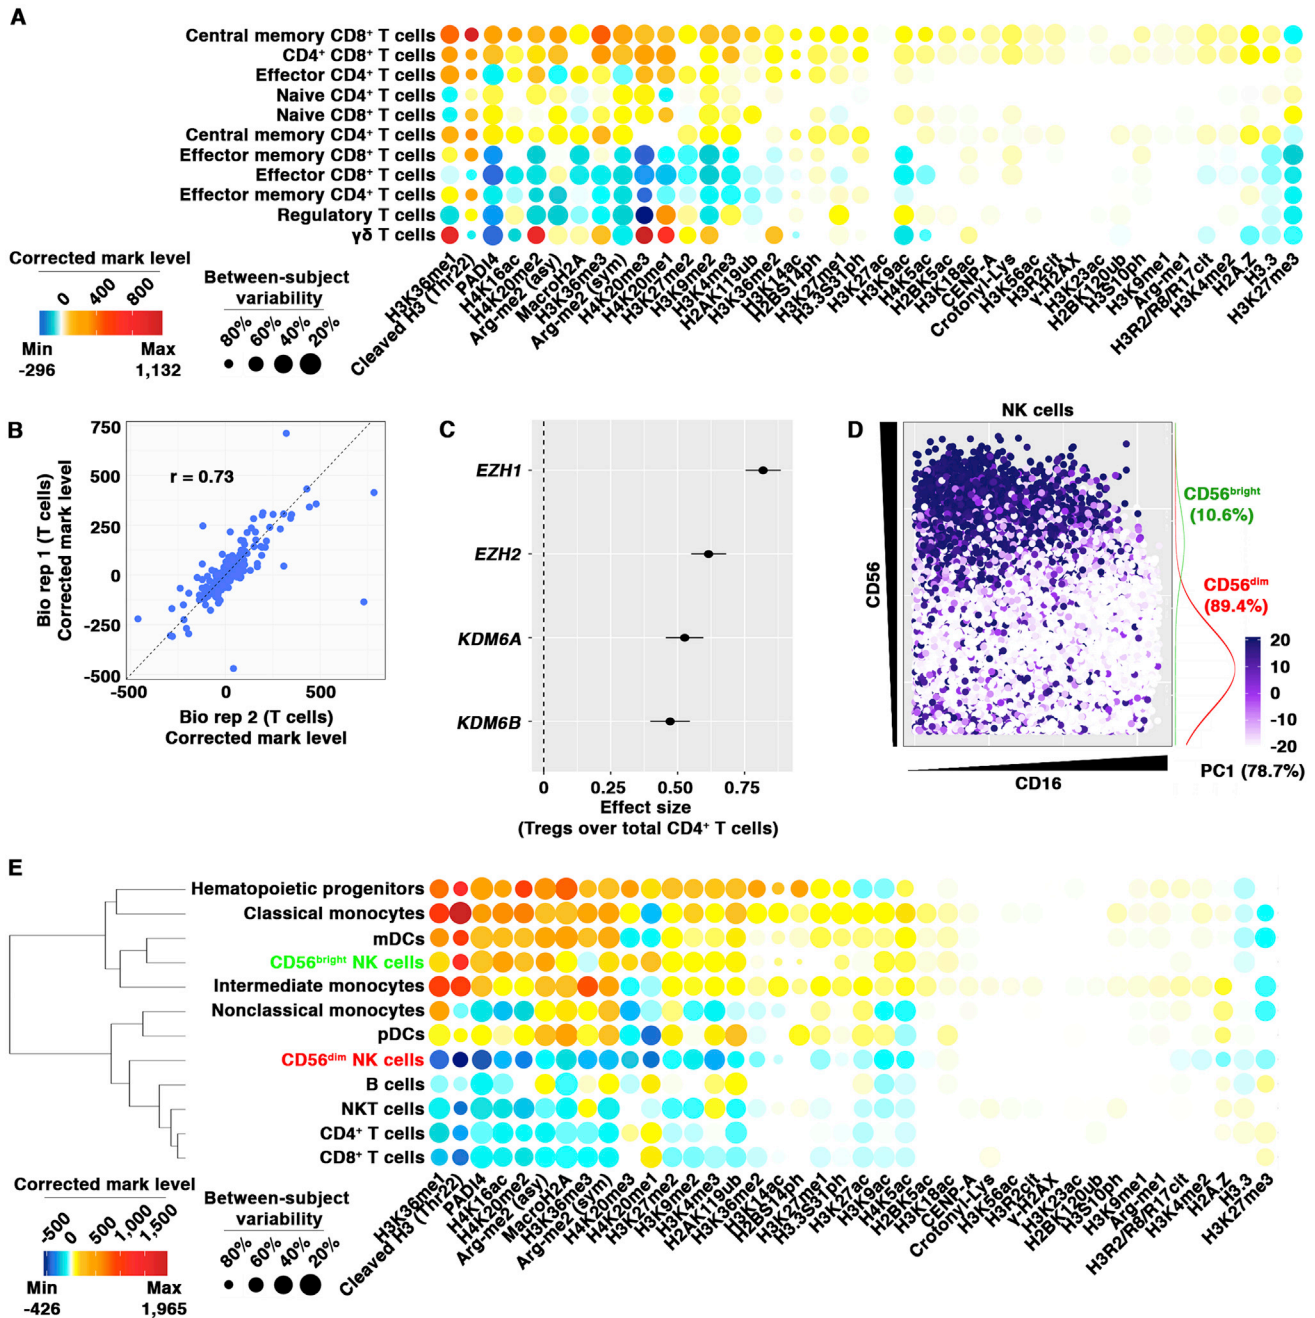 A
Central memory CD8⁺ T cells
CD4⁺ CD8⁺ T cells
Effector CD4⁺ T cells
Naive CD4⁺ T cells
Naive CD8⁺ T cells
Central memory CD4⁺ T cells
Effector memory CD8⁺ T cells
Effector CD8⁺ T cells
Effector memory CD4⁺ T cells
Regulatory T cells
γδ T cells
H3K36me1
Cleaved H3 (Thr22)
PADI4
H4K16ac
H4K20me2
Arg-me2 (asy)
MacroH2A
H3K36me3
Arg-me2 (sym)
H4K20me3
H4K20me1
H3K27me2
H3K9me2
H3K4me3
H2AK119ub
H3K36me2
H3K14ac
H2BS14ph
H3K27me1
H3.3S31ph
H3K27ac
H3K9ac
H4K5ac
H2BK5ac
H3K18ac
CENP-A
Crotonyl-Lys
H3K56ac
H3R2cit
γ-H2AX
H3K23ac
H2BK120ub
H3S10ph
H3K9me1
Arg-me1
H3R2/R8/R17cit
H3K4me2
H2A.Z
H3.3
H3K27me3
Corrected mark level
0 400 800
Min Max
-296 1,132
Between-subject
variability
80% 60% 40% 20%
B
750
500
250
0
-250
-500
-500 0 500
r = 0.73
Bio rep 1 (T cells)
Corrected mark level
Bio rep 2 (T cells)
Corrected mark level
C
EZH1
EZH2
KDM6A
KDM6B
0 0.25 0.50 0.75
Effect size
(Tregs over total CD4⁺ T cells)
D
NK cells
CD56
CD16
CD56bright
(10.6%)
CD56dim
(89.4%)
20
10
0
-10
-20
PC1 (78.7%)
E
Hematopoietic progenitors
Classical monocytes
mDCs
CD56bright NK cells
Intermediate monocytes
Nonclassical monocytes
pDCs
CD56dim NK cells
B cells
NKT cells
CD4⁺ T cells
CD8⁺ T cells
H3K36me1
Cleaved H3 (Thr22)
PADI4
H4K16ac
H4K20me2
Arg-me2 (asy)
MacroH2A
H3K36me3
Arg-me2 (sym)
H4K20me3
H4K20me1
H3K27me2
H3K9me2
H3K4me3
H2AK119ub
H3K36me2
H3K14ac
H2BS14ph
H3K27me1
H3.3S31ph
H3K27ac
H3K9ac
H4K5ac
H2BK5ac
H3K18ac
CENP-A
Crotonyl-Lys
H3K56ac
H3R2cit
γ-H2AX
H3K23ac
H2BK120ub
H3S10ph
H3K9me1
Arg-me1
H3R2/R8/R17cit
H3K4me2
H2A.Z
H3.3
H3K27me3
Corrected mark level
-500 0 500 1,000 1,500
Min Max
-426 1,965
Between-subject
variability
80% 60% 40% 20%